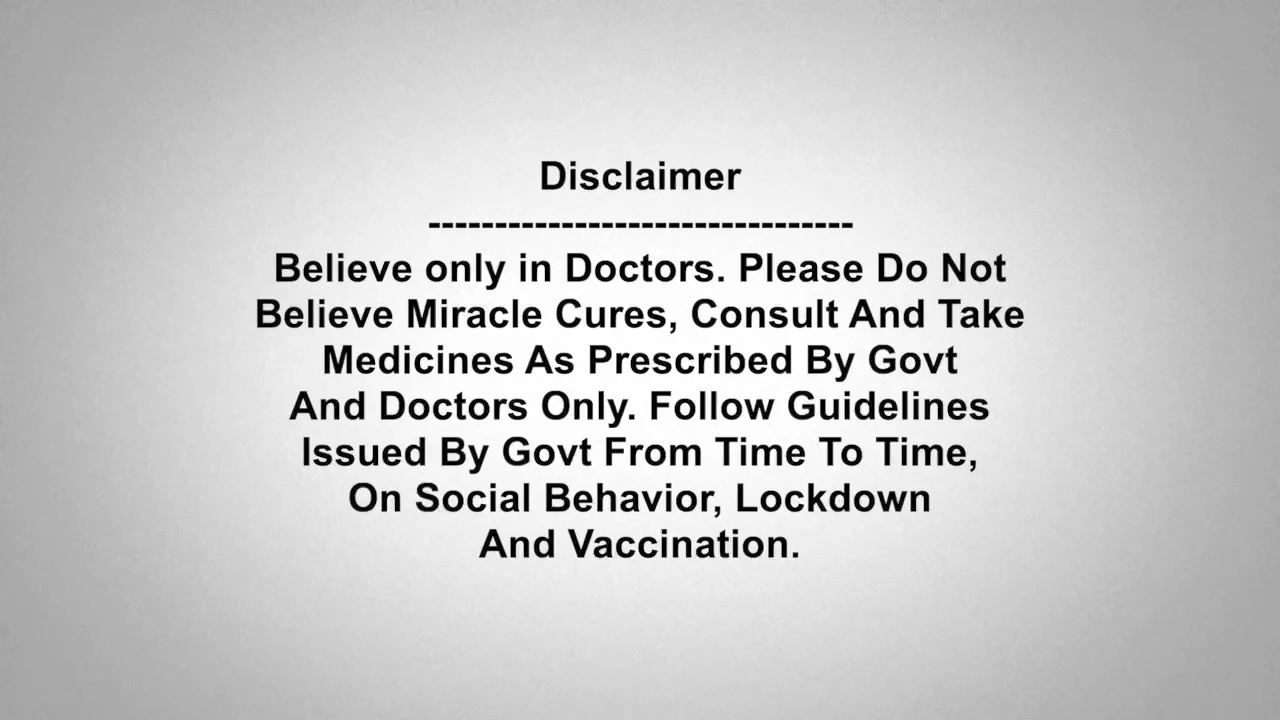 Disclaimer
--------------------------------
Believe only in Doctors. Please Do Not
Believe Miracle Cures, Consult And Take
Medicines As Prescribed By Govt
And Doctors Only. Follow Guidelines
Issued By Govt From Time To Time,
On Social Behavior, Lockdown
And Vaccination.